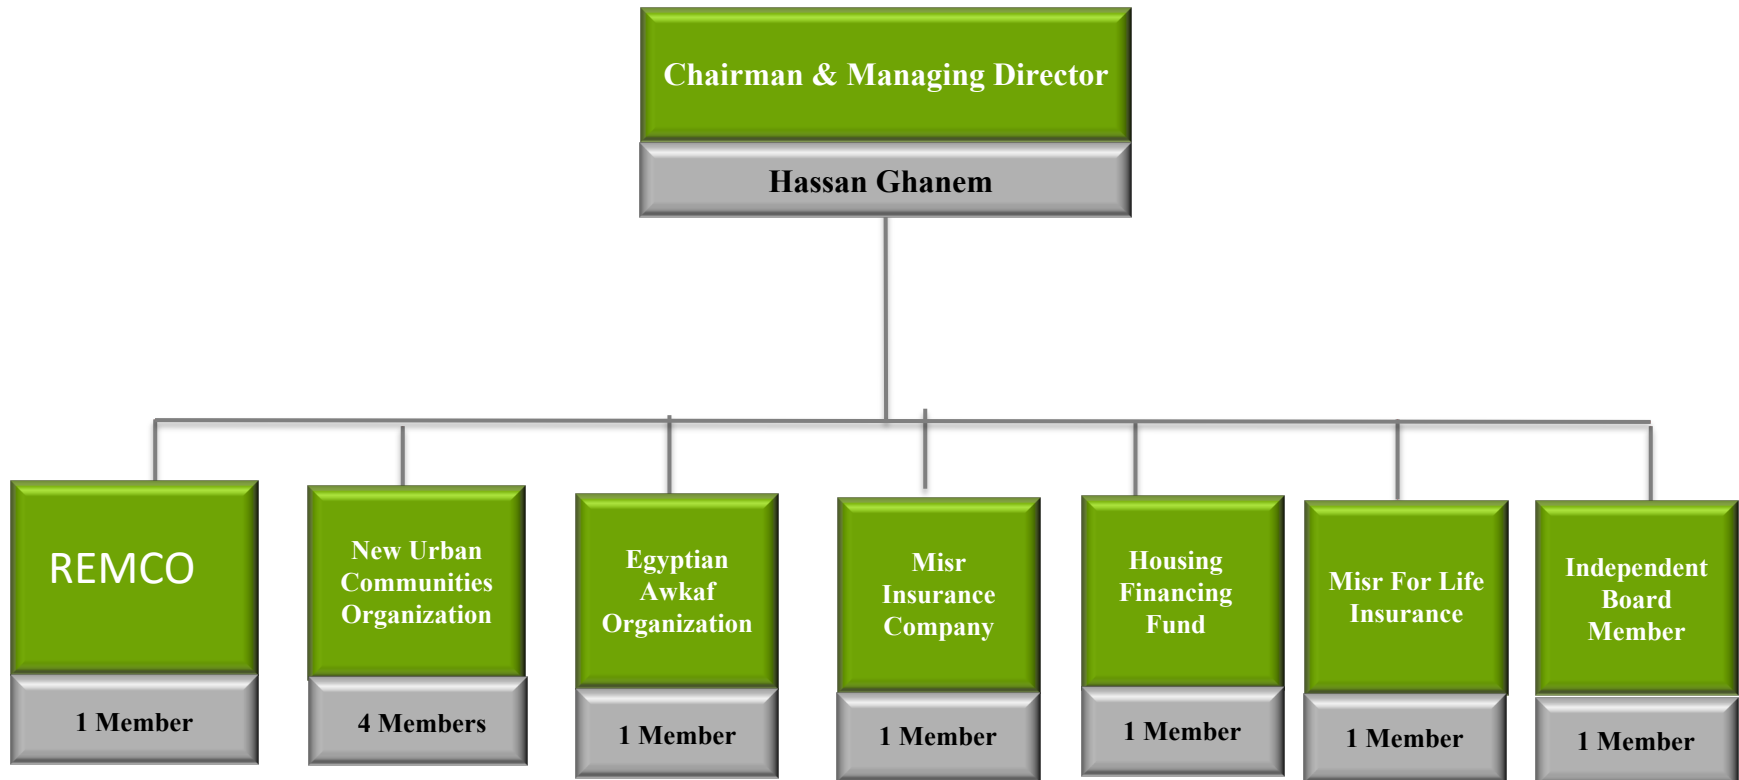 Chairman & Managing Director
Hassan Ghanem
REMCO
1 Member
New Urban
Communities
Organization
4 Members
Egyptian
Awkaf
Organization
1 Member
Misr
Insurance
Company
1 Member
Housing
Financing
Fund
1 Member
Misr For Life
Insurance
1 Member
Independent
Board
Member
1 Member